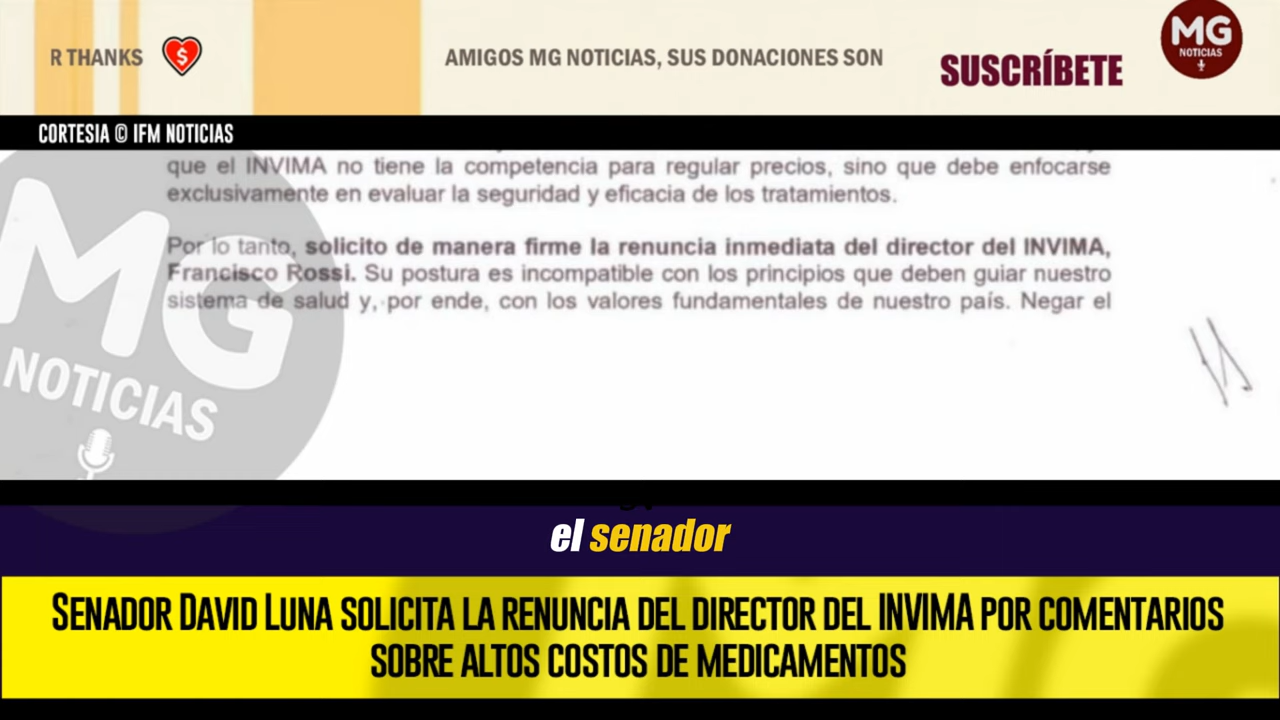 R THANKS
AMIGOS MG NOTICIAS, SUS DONACIONES SON
SUSCRÍBETE
MG
NOTICIAS
CORTESIA © IFM NOTICIAS
que el INVIMA no tiene la competencia para regular precios, sino que debe enfocarse
exclusivamente en evaluar la seguridad y eficacia de los tratamientos.
Por lo tanto, solicito de manera firme la renuncia inmediata del director del INVIMA,
Francisco Rossi. Su postura es incompatible con los principios que deben guiar nuestro
sistema de salud y, por ende, con los valores fundamentales de nuestro país. Negar el
MG
NOTICIAS
el senador
SENADOR DAVID LUNA SOLICITA LA RENUNCIA DEL DIRECTOR DEL INVIMA POR COMENTARIOS
SOBRE ALTOS COSTOS DE MEDICAMENTOS